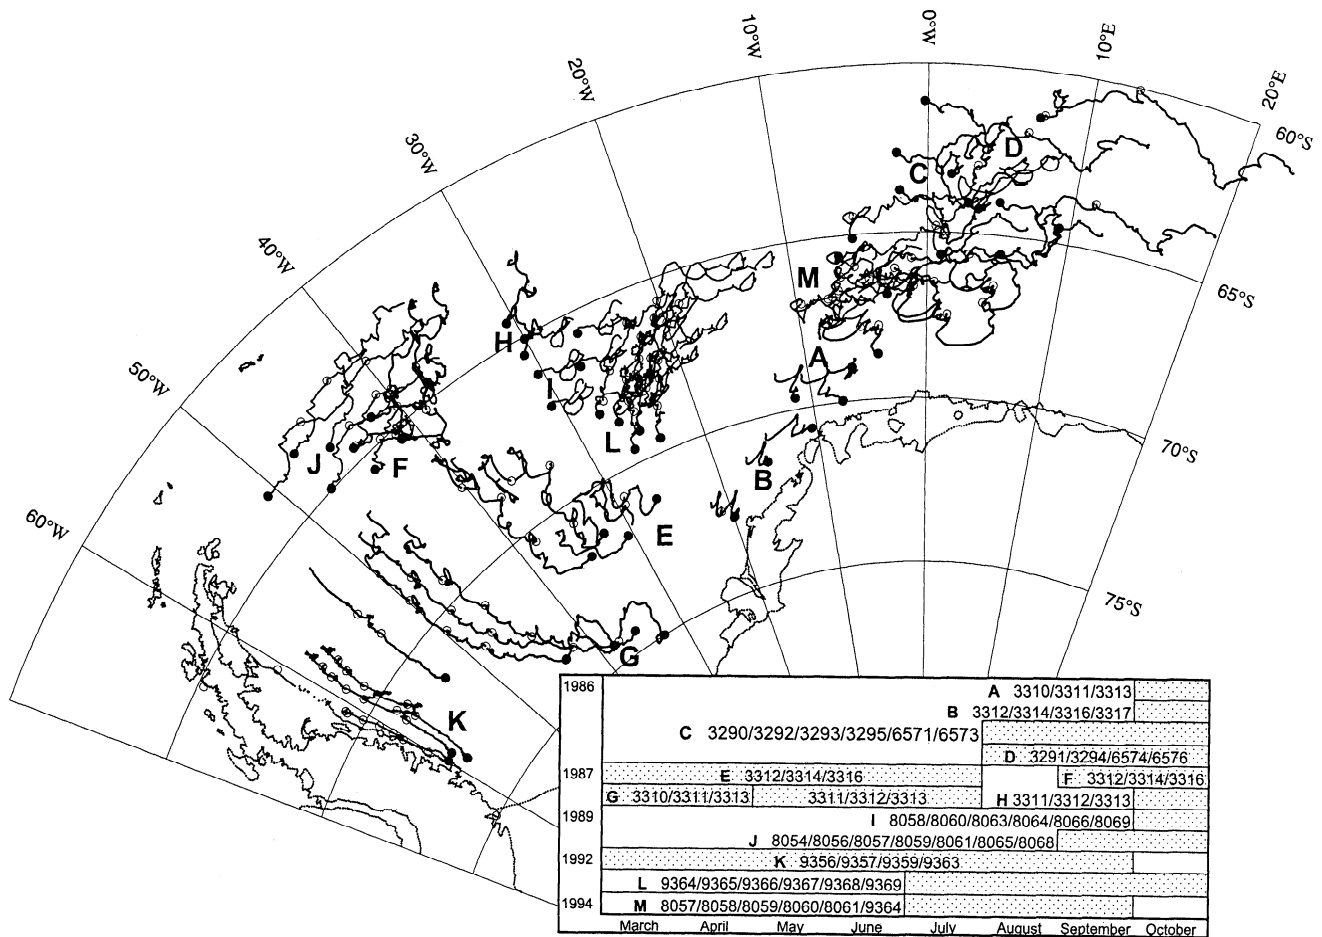 10°W
0°W
10°E
20°E
60°S
20°W
30°W
40°W
50°W
60°W
65°S
70°S
75°S
D
C
M
H
A
I
L
J
F
B
E
G
K
1986
A 3310/3311/3313
B 3312/3314/3316/3317
C 3290/3292/3293/3295/6571/6573
D 3291/3294/6574/6576
1987
E 3312/3314/3316
F 3312/3314/3316
G 3310/3311/3313 3311/3312/3313
H 3311/3312/3313
1989
I 8058/8060/8063/8064/8066/8069
J 8054/8056/8057/8059/8061/8065/8068
1992
K 9356/9357/9359/9363
L 9364/9365/9366/9367/9368/9369
1994
M 8057/8058/8059/8060/8061/9364
March April May June July August September October